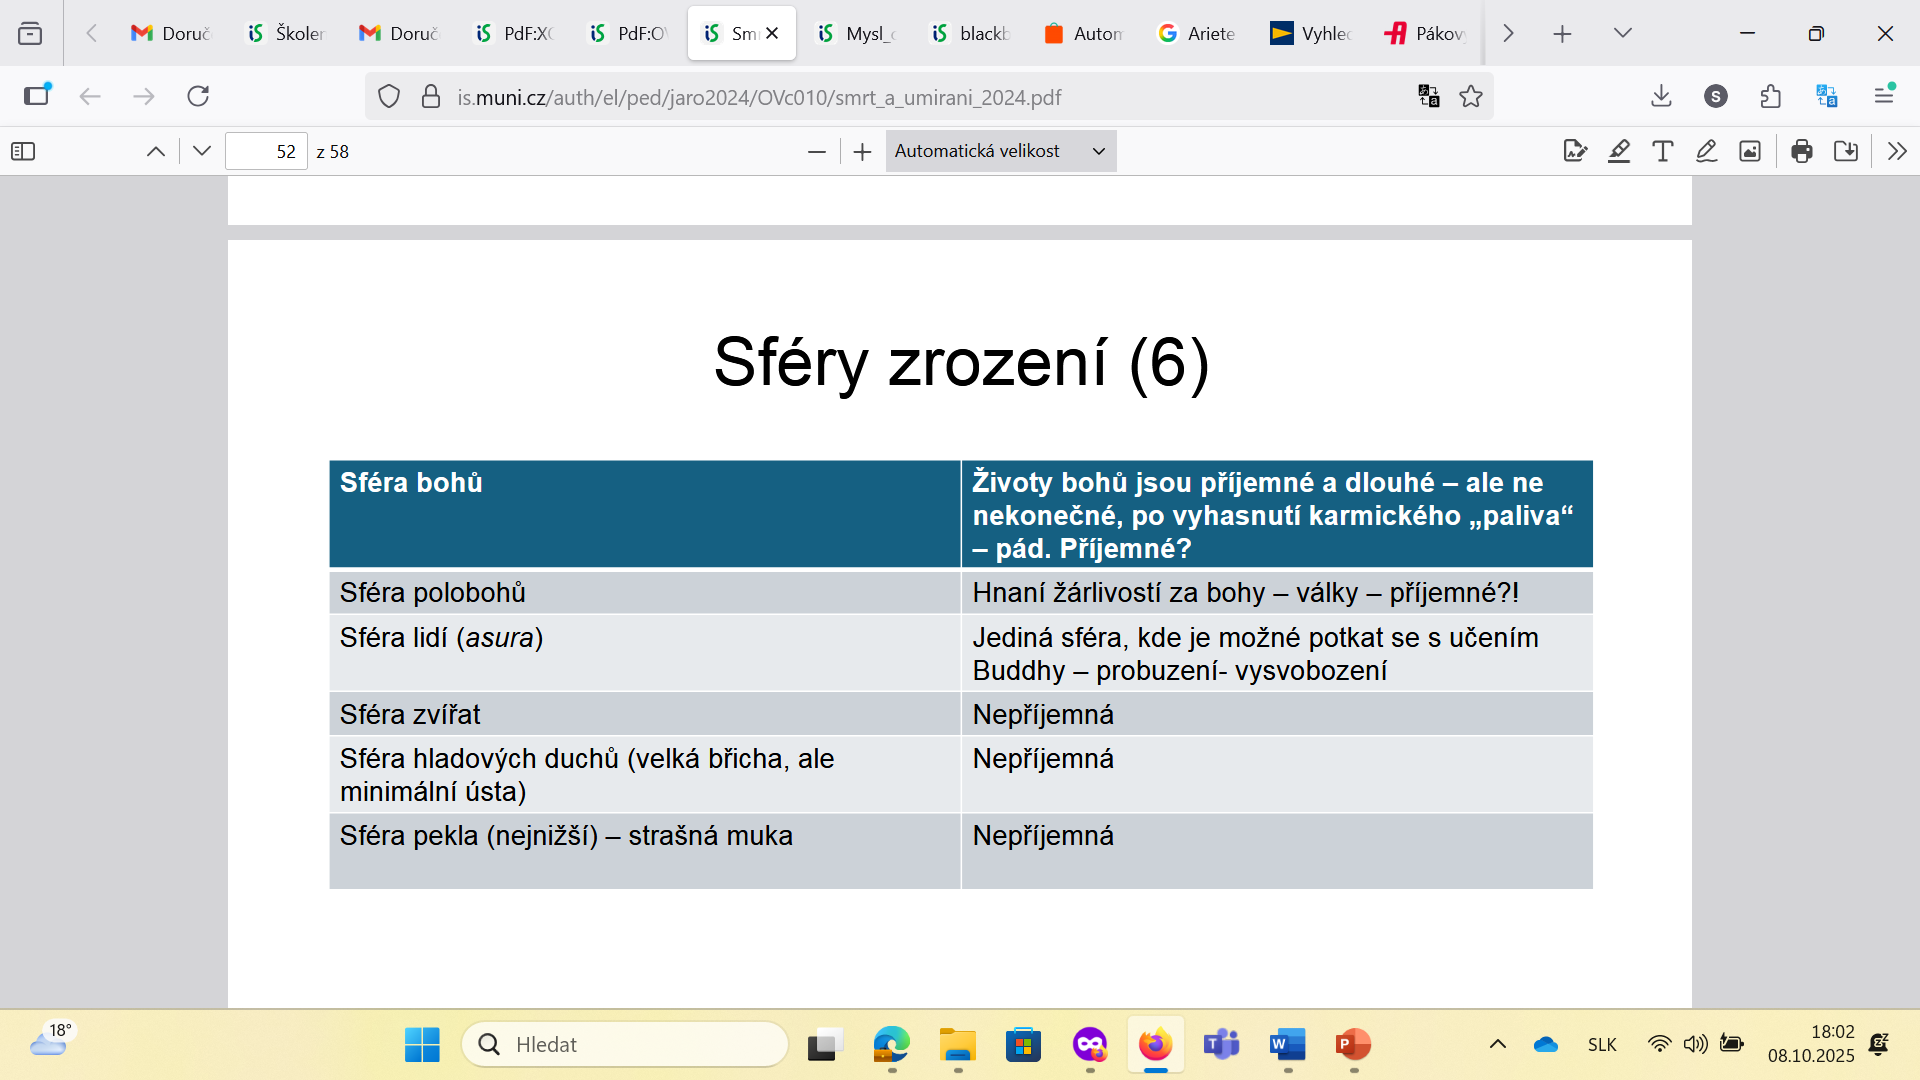 Doruč
Školen
Doruč
PdF:XC
PdF:OV
Smr
Mysl_
blackb
Autom
Ariete
Vyhlec
Pákov
is.muni.cz/auth/el/ped/jaro2024/OVc010/smrt_a_umirani_2024.pdf
S
52 z 58
Automatická velikost
Sféry zrození (6)
Sféra bohů
Životy bohů jsou příjemné a dlouhé – ale ne
nekonečné, po vyhasnutí karmického „paliva“
– pád. Příjemné?
Sféra polobohů
Hnaní žárlivostí za bohy – války – příjemné?!
Sféra lidí (asura)
Jediná sféra, kde je možné potkat se s učením
Buddhy – probuzení- vysvobození
Sféra zvířat
Nepříjemná
Sféra hladových duchů (velká břicha, ale
minimální ústa)
Nepříjemná
Sféra pekla (nejnižší) – strašná muka
Nepříjemná
18°
Hledat
SLK
18:02
08.10.2025